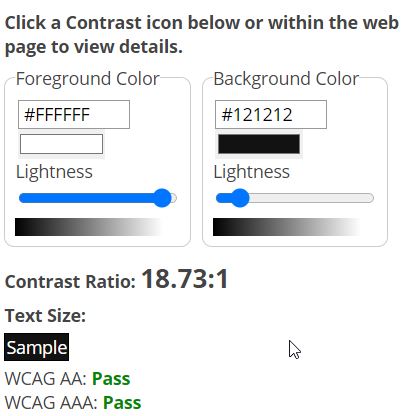 Click a Contrast icon below or within the web
page to view details.
Foreground Color
Background Color
#FFFFFF
#121212
Lightness
Lightness
Contrast Ratio: 18.73:1
Text Size:
Sample
WCAG AA: Pass
WCAG AAA: Pass